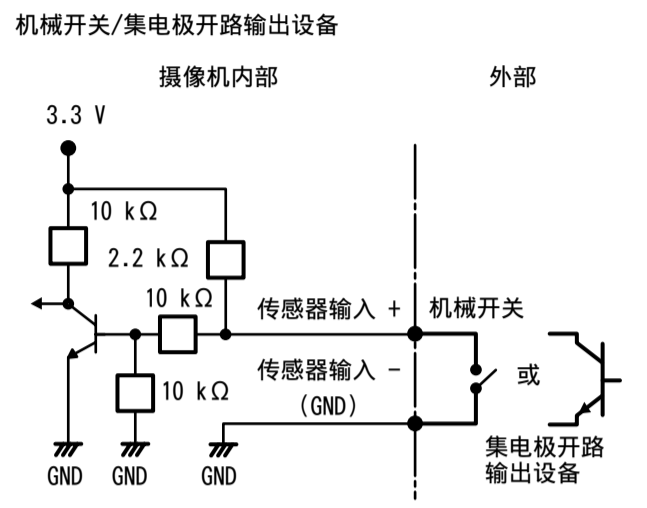 机械开关/集电极开路输出设备
摄像机内部
外部
3.3 V
10 kΩ
2.2 kΩ
10 kΩ
传感器输入 +
机械开关
传感器输入 -
(GND)
或
10 kΩ
集电极开路
输出设备
GND
GND
GND